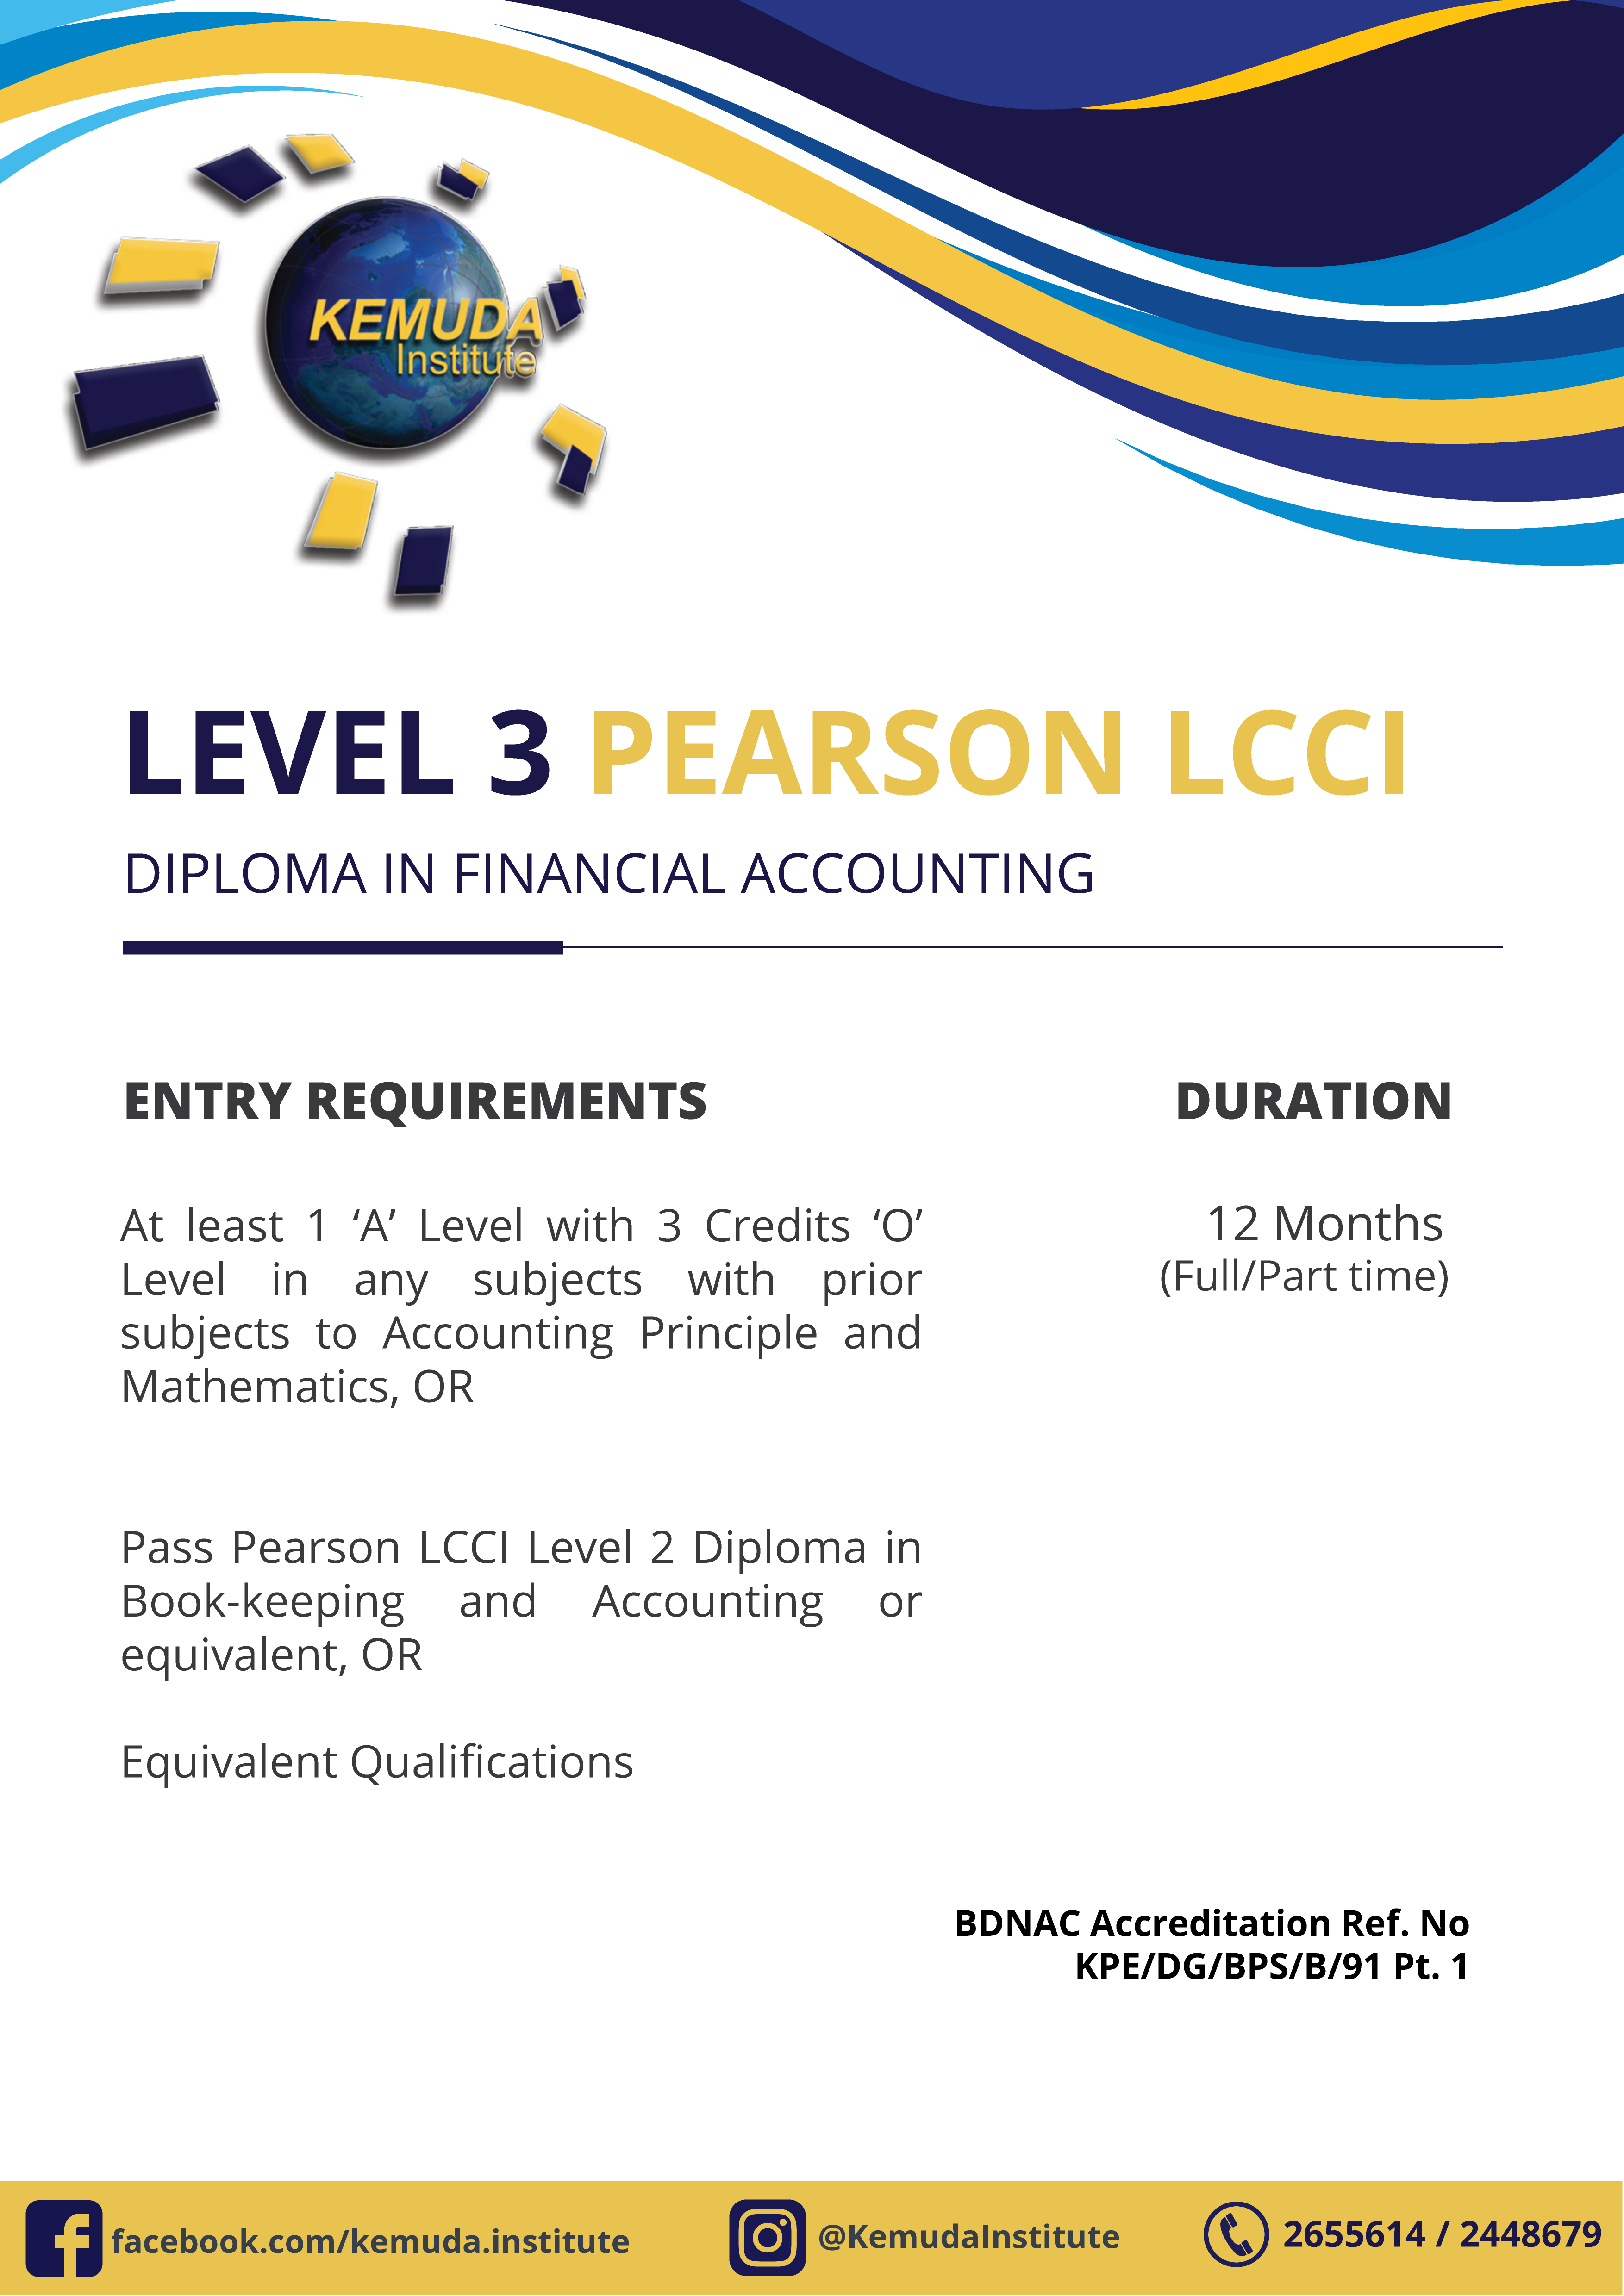 KEMUDA
Institute
LEVEL 3 PEARSON LCCI
DIPLOMA IN FINANCIAL ACCOUNTING
ENTRY REQUIREMENTS
At least 1 ‘A’ Level with 3 Credits ‘O’
Level in any subjects with prior
subjects to Accounting Principle and
Mathematics, OR
Pass Pearson LCCI Level 2 Diploma in
Book-keeping and Accounting or
equivalent, OR
Equivalent Qualifications
DURATION
12 Months
(Full/Part time)
BDNAC Accreditation Ref. No
KPE/DG/BPS/B/91 Pt. 1
facebook.com/kemuda.institute
@KemudaInstitute
2655614 / 2448679